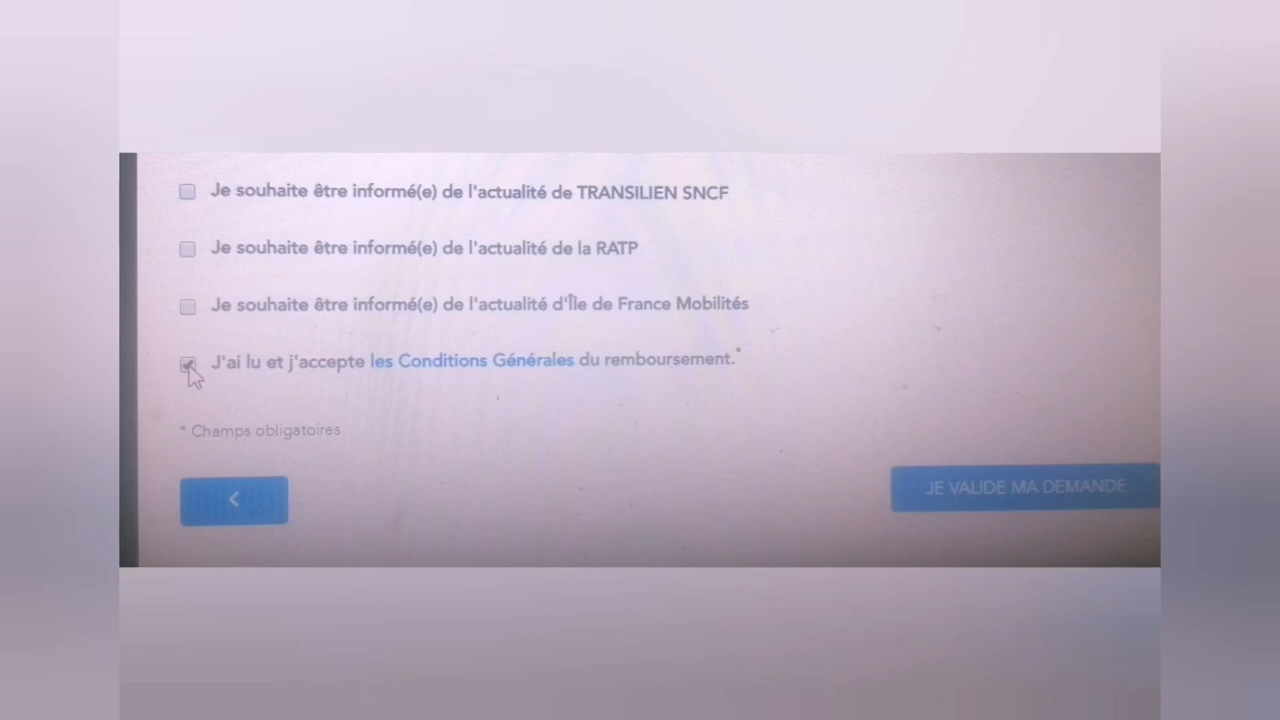 Je souhaite être informé(e) de l'actualité de TRANSILIEN SNCF
Je souhaite être informé(e) de l'actualité de la RATP
Je souhaite être informé(e) de l'actualité d'Île de France Mobilités
J'ai lu et j'accepte les Conditions Générales du remboursement.*
* Champs obligatoires
JE VALIDE MA DEMANDE